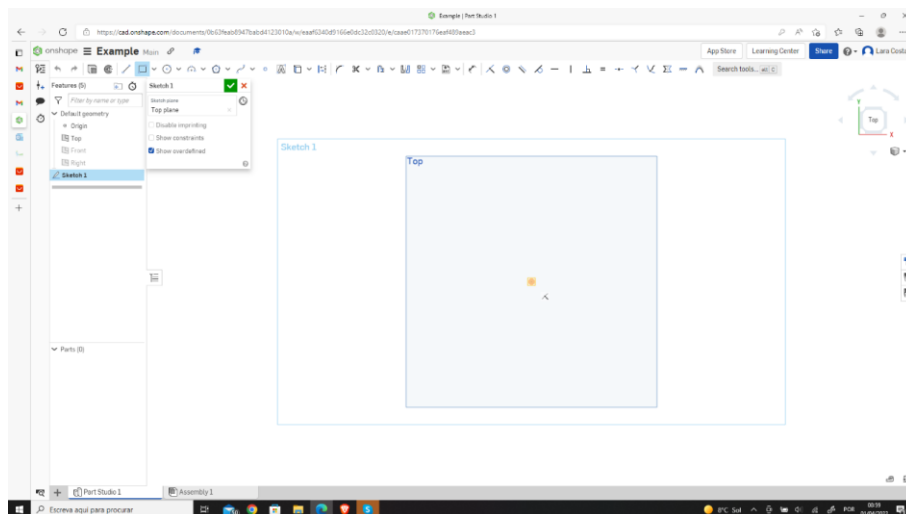 Example | Part Studio 1
https://cad.onshape.com/documents/
onshape Example Main
App Store Learning Center Share Lara Costa
Search tools...
Features (5)
Filter by name or type
Default geometry
Origin
Top
Front
Right
Sketch 1
Sketch 1
Sketch plane
Top plane
Disable imprinting
Show constraints
Show overdefined
Sketch 1
Top
Top
Y
X
Parts (0)
Part Studio 1 Assembly 1
Escreva aqui para procurar
8°C Sol
POR
00:59